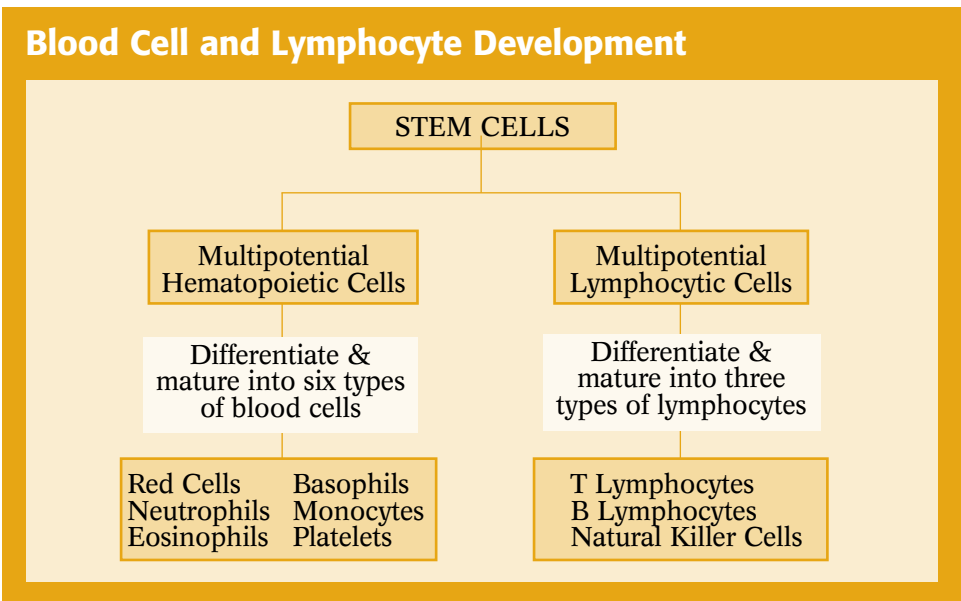 Blood Cell and Lymphocyte Development
STEM CELLS
Multipotential
Hematopoietic Cells
Multipotential
Lymphocytic Cells
Differentiate &
mature into six types
of blood cells
Differentiate &
mature into three
types of lymphocytes
Red Cells
Neutrophils
Eosinophils
Basophils
Monocytes
Platelets
T Lymphocytes
B Lymphocytes
Natural Killer Cells